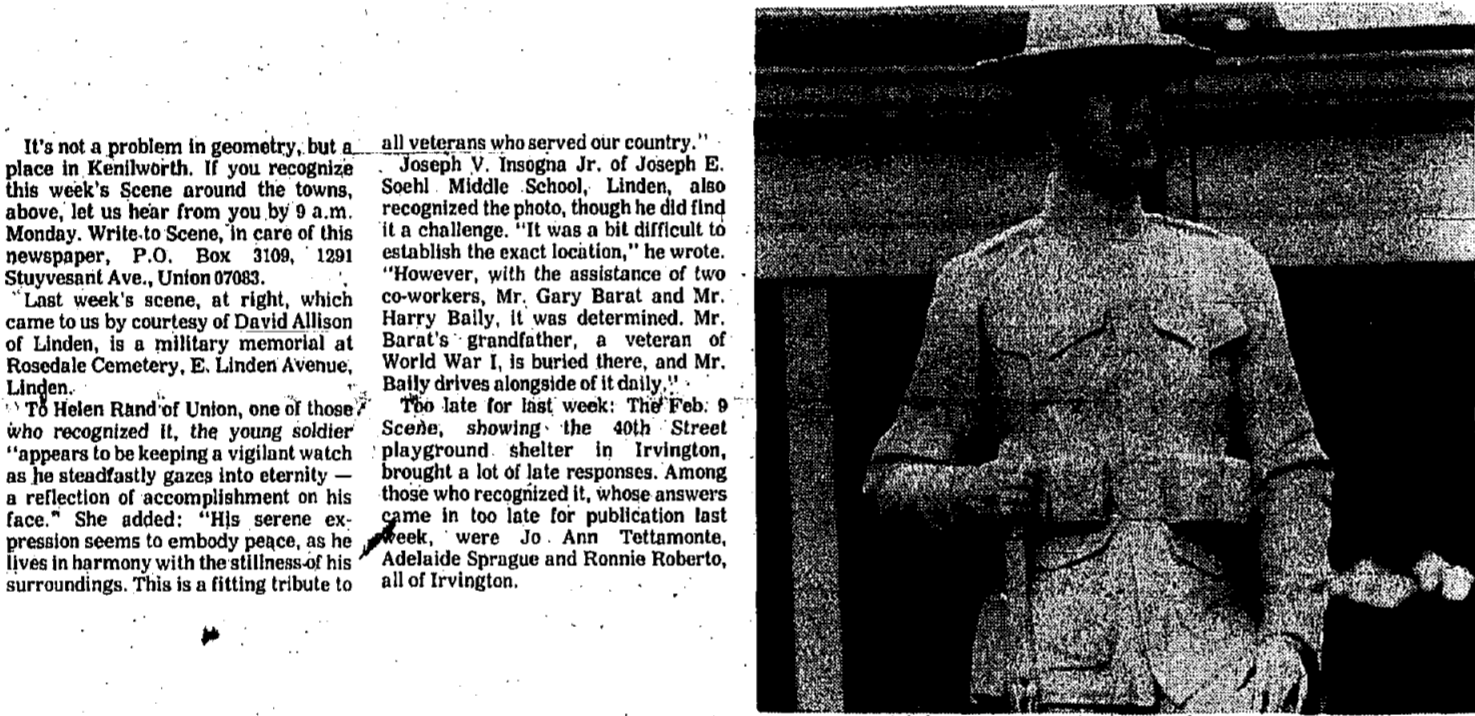 It's not a problem in geometry, but a
place in Kenilworth. If you recognize
this week's Scene around the towns,
above, let us hear from you by 9 a.m.
Monday. Write to Scene, in care of this
newspaper, P.O. Box 3109, 1291
Stuyvesant Ave., Union 07083.
Last week's scene, at right, which
came to us by courtesy of David Allison
of Linden, is a military memorial at
Rosedale Cemetery, E. Linden Avenue,
Linden.
To Helen Rand of Union, one of those
who recognized it, the young soldier
"appears to be keeping a vigilant watch
as he steadfastly gazes into eternity —
a reflection of accomplishment on his
face." She added: "His serene ex-
pression seems to embody peace, as he
lives in harmony with the stillness of his
surroundings. This is a fitting tribute to
all veterans who served our country."
Joseph V. Insogna Jr. of Joseph E.
Soehl Middle School, Linden, also
recognized the photo, though he did find
it a challenge. "It was a bit difficult to
establish the exact location," he wrote.
"However, with the assistance of two
co-workers, Mr. Gary Barat and Mr.
Harry Baily, it was determined. Mr.
Barat's grandfather, a veteran of
World War I, is buried there, and Mr.
Baily drives alongside of it daily."
Too late for last week: The Feb. 9
Scene, showing the 40th Street
playground shelter in Irvington,
brought a lot of late responses. Among
those who recognized it, whose answers
came in too late for publication last
week, were Jo Ann Tettamonte,
Adelaide Sprague and Ronnie Roberto,
all of Irvington.